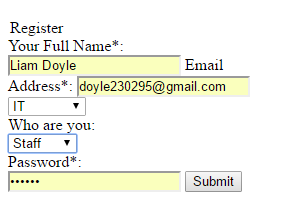 Register
Your Full Name*:
Liam Doyle Email
Address*: doyle230295@gmail.com
IT
Who are you:
Staff
Password*:
•••••• Submit